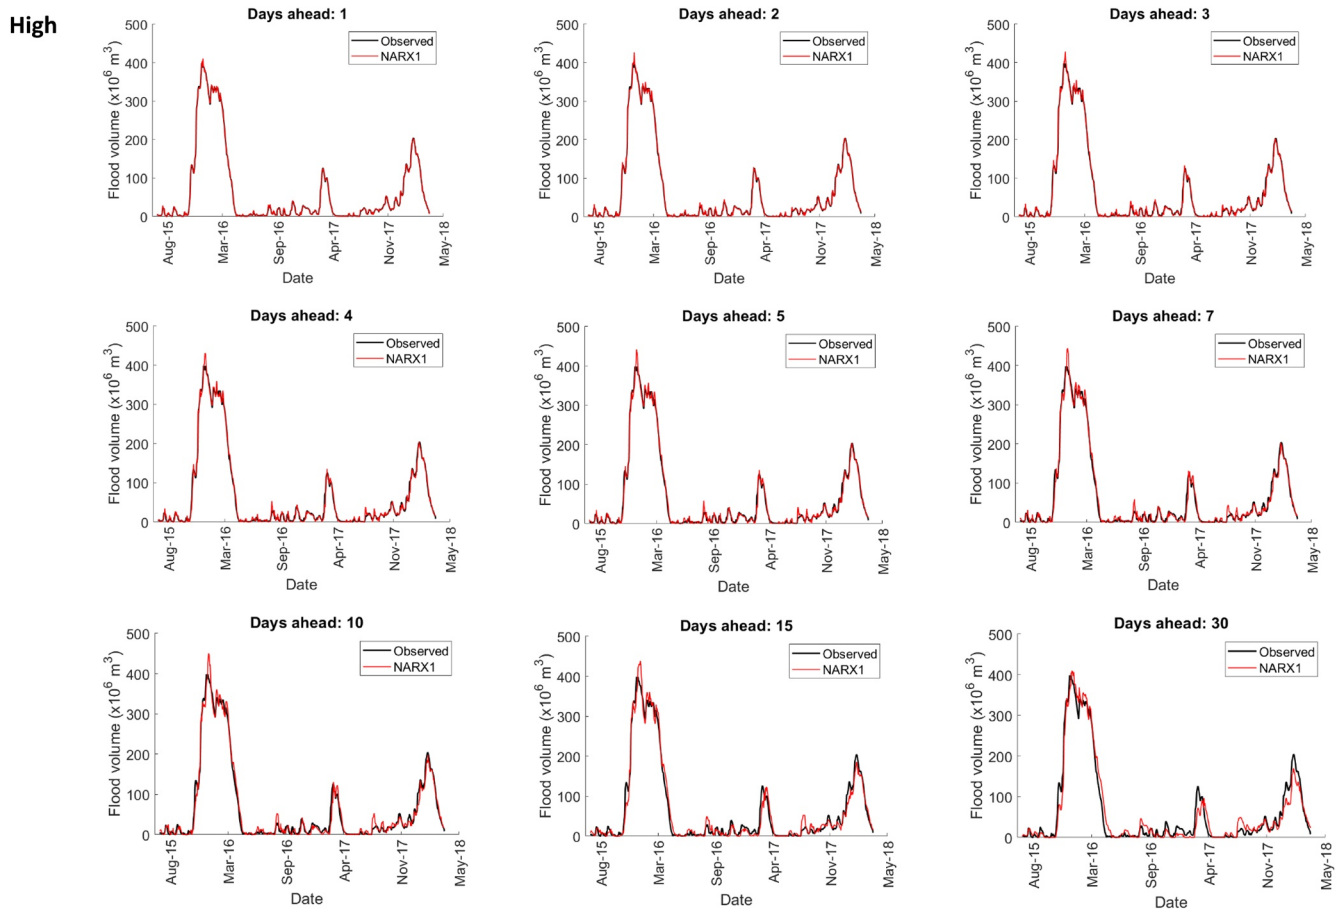 High
Days ahead: 1
Flood volume (x10⁶ m³)
500
400
300
200
100
0
Observed
NARX1
Aug-15
Mar-16
Sep-16
Apr-17
Nov-17
May-18
Date
Days ahead: 2
Flood volume (x10⁶ m³)
500
400
300
200
100
0
Observed
NARX1
Aug-15
Mar-16
Sep-16
Apr-17
Nov-17
May-18
Date
Days ahead: 3
Flood volume (x10⁶ m³)
500
400
300
200
100
0
Observed
NARX1
Aug-15
Mar-16
Sep-16
Apr-17
Nov-17
May-18
Date
Days ahead: 4
Flood volume (x10⁶ m³)
500
400
300
200
100
0
Observed
NARX1
Aug-15
Mar-16
Sep-16
Apr-17
Nov-17
May-18
Date
Days ahead: 5
Flood volume (x10⁶ m³)
500
400
300
200
100
0
Observed
NARX1
Aug-15
Mar-16
Sep-16
Apr-17
Nov-17
May-18
Date
Days ahead: 7
Flood volume (x10⁶ m³)
500
400
300
200
100
0
Observed
NARX1
Aug-15
Mar-16
Sep-16
Apr-17
Nov-17
May-18
Date
Days ahead: 10
Flood volume (x10⁶ m³)
500
400
300
200
100
0
Observed
NARX1
Aug-15
Mar-16
Sep-16
Apr-17
Nov-17
May-18
Date
Days ahead: 15
Flood volume (x10⁶ m³)
500
400
300
200
100
0
Observed
NARX1
Aug-15
Mar-16
Sep-16
Apr-17
Nov-17
May-18
Date
Days ahead: 30
Flood volume (x10⁶ m³)
500
400
300
200
100
0
Observed
NARX1
Aug-15
Mar-16
Sep-16
Apr-17
Nov-17
May-18
Date